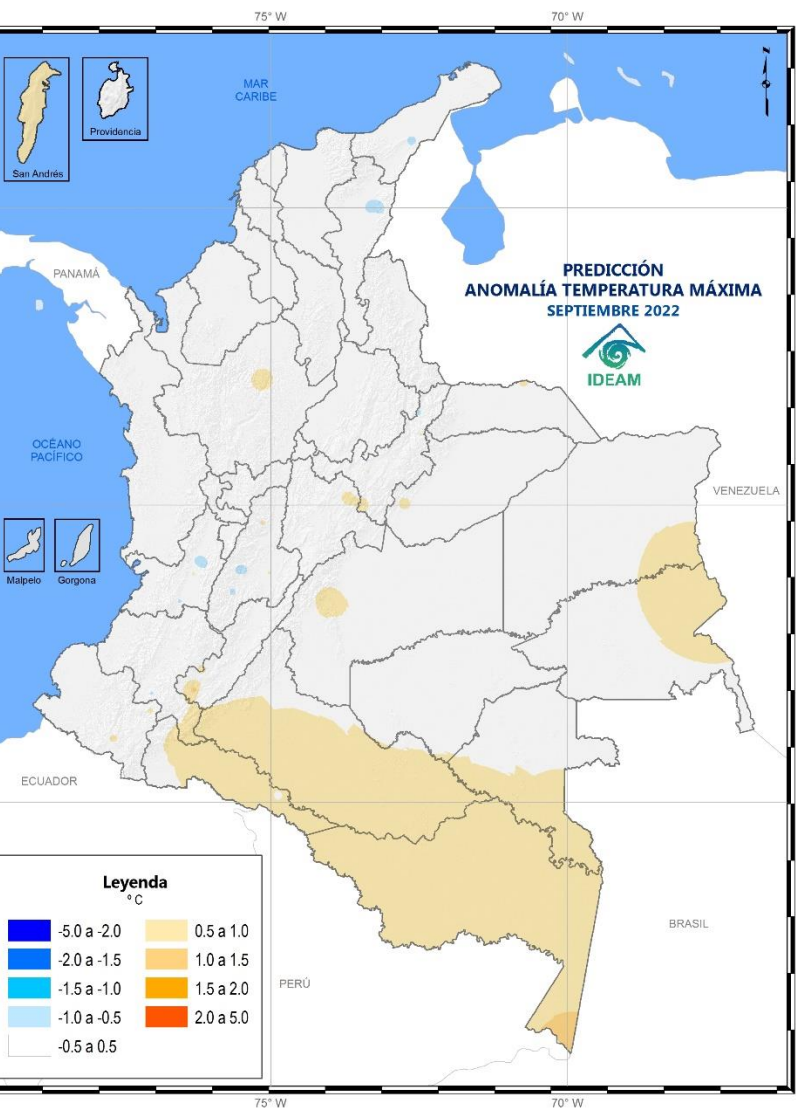 75° W
70° W
MAR
CARIBE
Providencia
San Andrés
PANAMÁ
PREDICCIÓN
ANOMALÍA TEMPERATURA MÁXIMA
SEPTIEMBRE 2022
IDEAM
OCÉANO
PACÍFICO
VENEZUELA
Malpelo
Gorgona
ECUADOR
Leyenda
° C
-5.0 a -2.0
0.5 a 1.0
-2.0 a -1.5
1.0 a 1.5
-1.5 a -1.0
1.5 a 2.0
-1.0 a -0.5
2.0 a 5.0
-0.5 a 0.5
BRASIL
PERÚ
75° W
70° W